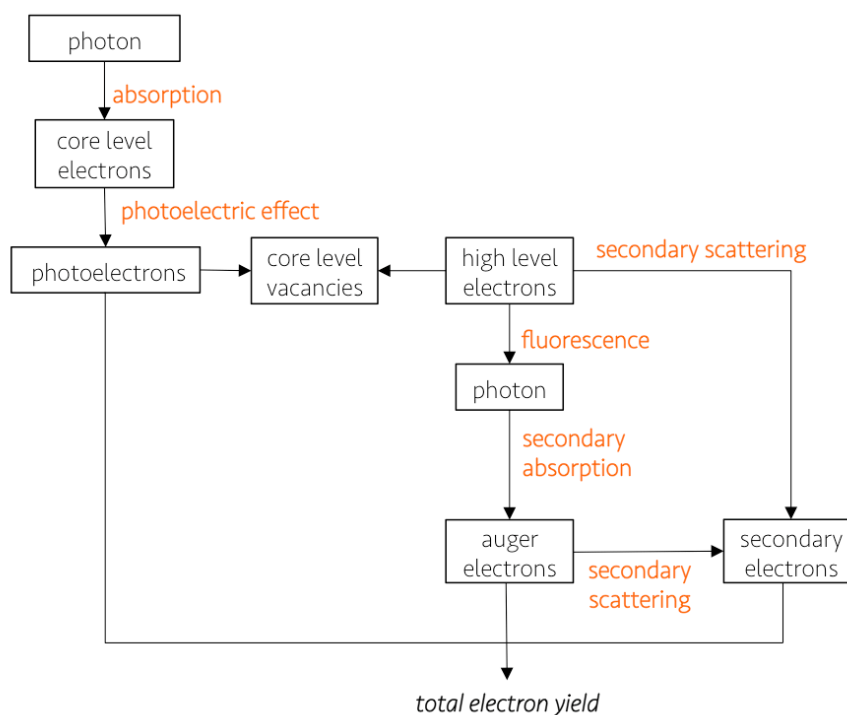 photon
absorption
core level
electrons
photoelectric effect
photoelectrons
core level
vacancies
high level
electrons
secondary scattering
fluorescence
photon
secondary
absorption
auger
electrons
secondary
scattering
secondary
electrons
total electron yield